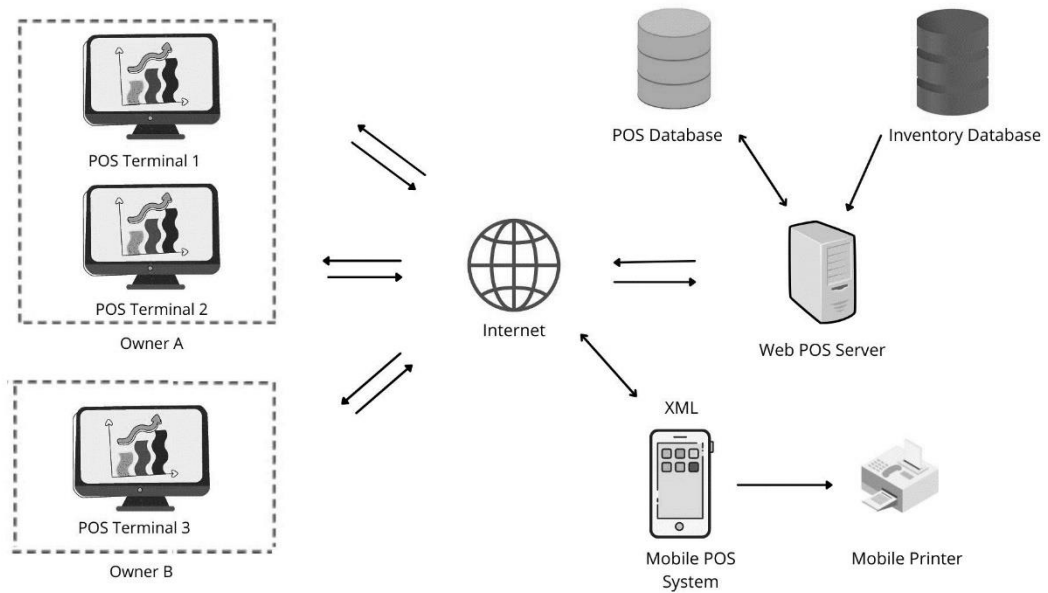 POS Terminal 1
POS Terminal 2
Owner A
POS Terminal 3
Owner B
Internet
POS Database
Inventory Database
Web POS Server
XML
Mobile POS
System
Mobile Printer